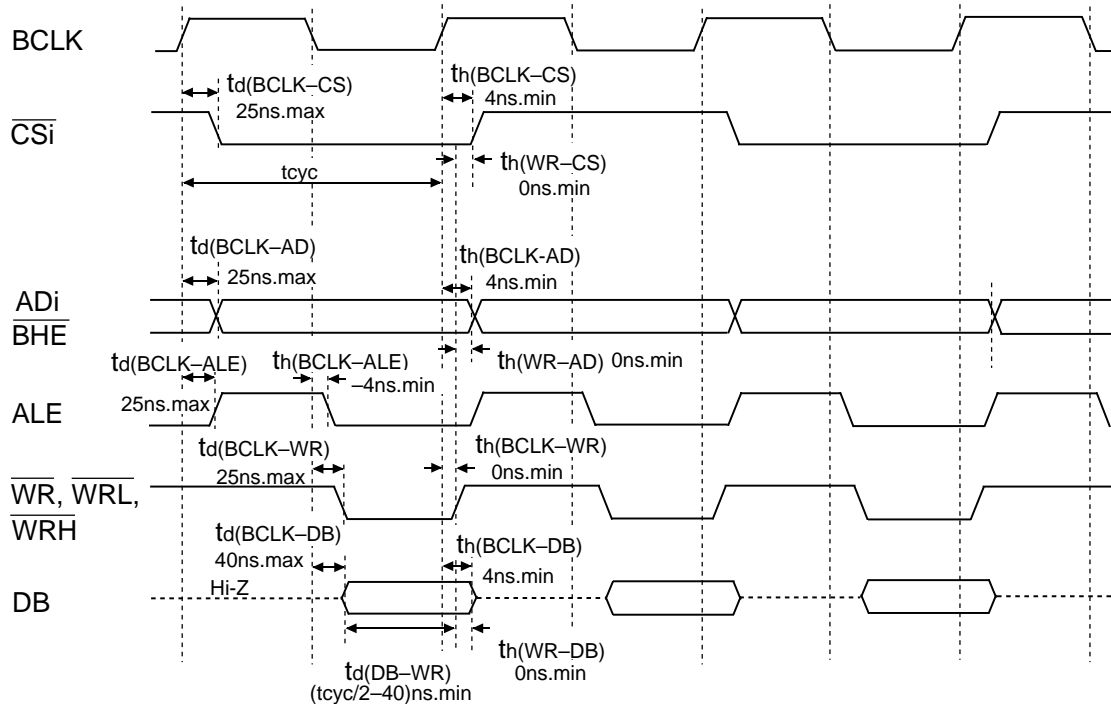 BCLK
td(BCLK–CS)
25ns.max
th(BCLK–CS)
4ns.min
CSi
tcyc
th(WR–CS)
0ns.min
td(BCLK–AD)
25ns.max
th(BCLK-AD)
4ns.min
ADi
BHE
td(BCLK–ALE)
25ns.max
th(BCLK–ALE)
–4ns.min
th(WR–AD) 0ns.min
ALE
td(BCLK–WR)
25ns.max
th(BCLK–WR)
0ns.min
WR, WRL,
WRH
td(BCLK–DB)
40ns.max
th(BCLK–DB)
4ns.min
Hi-Z
DB
td(DB–WR)
(tcyc/2–40)ns.min
th(WR–DB)
0ns.min